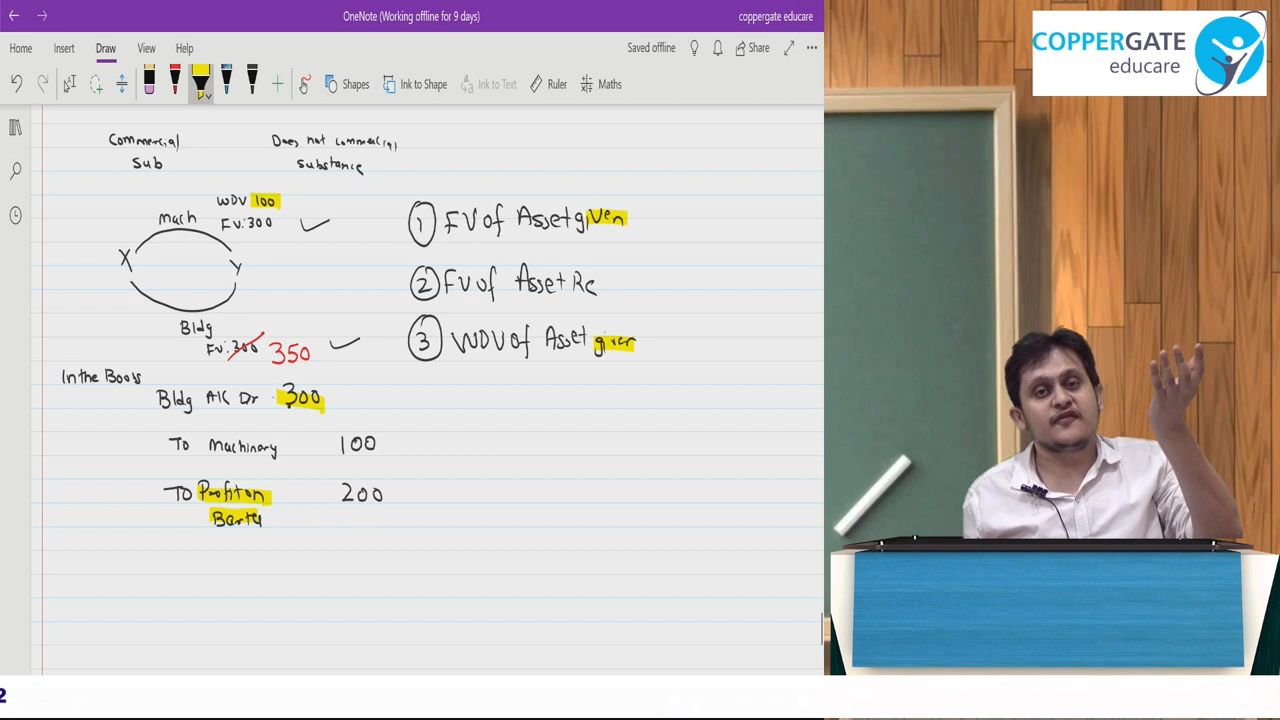 OneNote (Working offline for 9 days)
coppergate educare
Home Insert Draw View Help
Saved offline
Share
Shapes Ink to Shape Ink to Text Ruler Maths
COPPERGATE
educare
Commercial
Sub
Does not commercial
substance
WDV 100
Mach
FV:300
X
Y
Bldg
FV:300 350
① FV of Asset given
② FV of Asset Re
③ WDV of Asset given
In the Books
Bldg A/C Dr 300
To Machinery 100
To Profit on 200
Barter
2